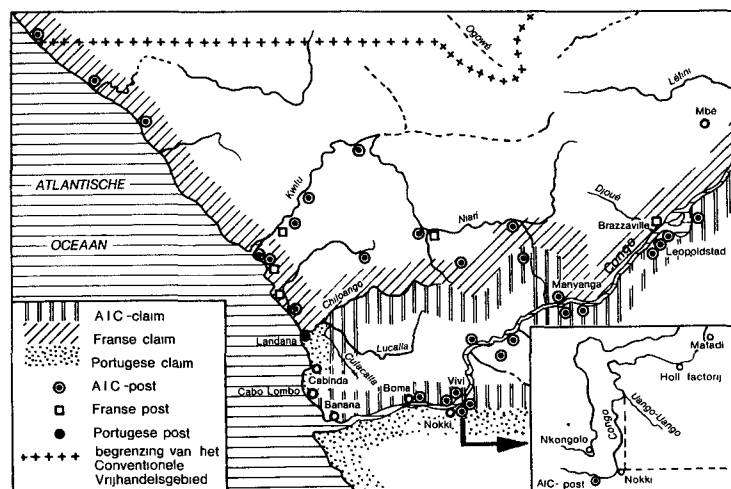 Ogowé
Léfini
Mbé
ATLANTISCHE
OCEAAN
Kwilu
Niari
Djoué
Brazzaville
Congo
Leopoldstad
Manyanga
Chiloango
Landana
Lucalla
Culacalla
Cabinda
Cabo Lombo
Banana
Boma
Vivi
Nokki
AIC-claim
Franse claim
Portugese claim
AIC-post
Franse post
Portugese post
begrenzing van het
Conventionele
Vrijhandelsgebied
Matadi
Holl factorij
Uango-Uango
Congo
Nkongolo
AIC-post
Nokki